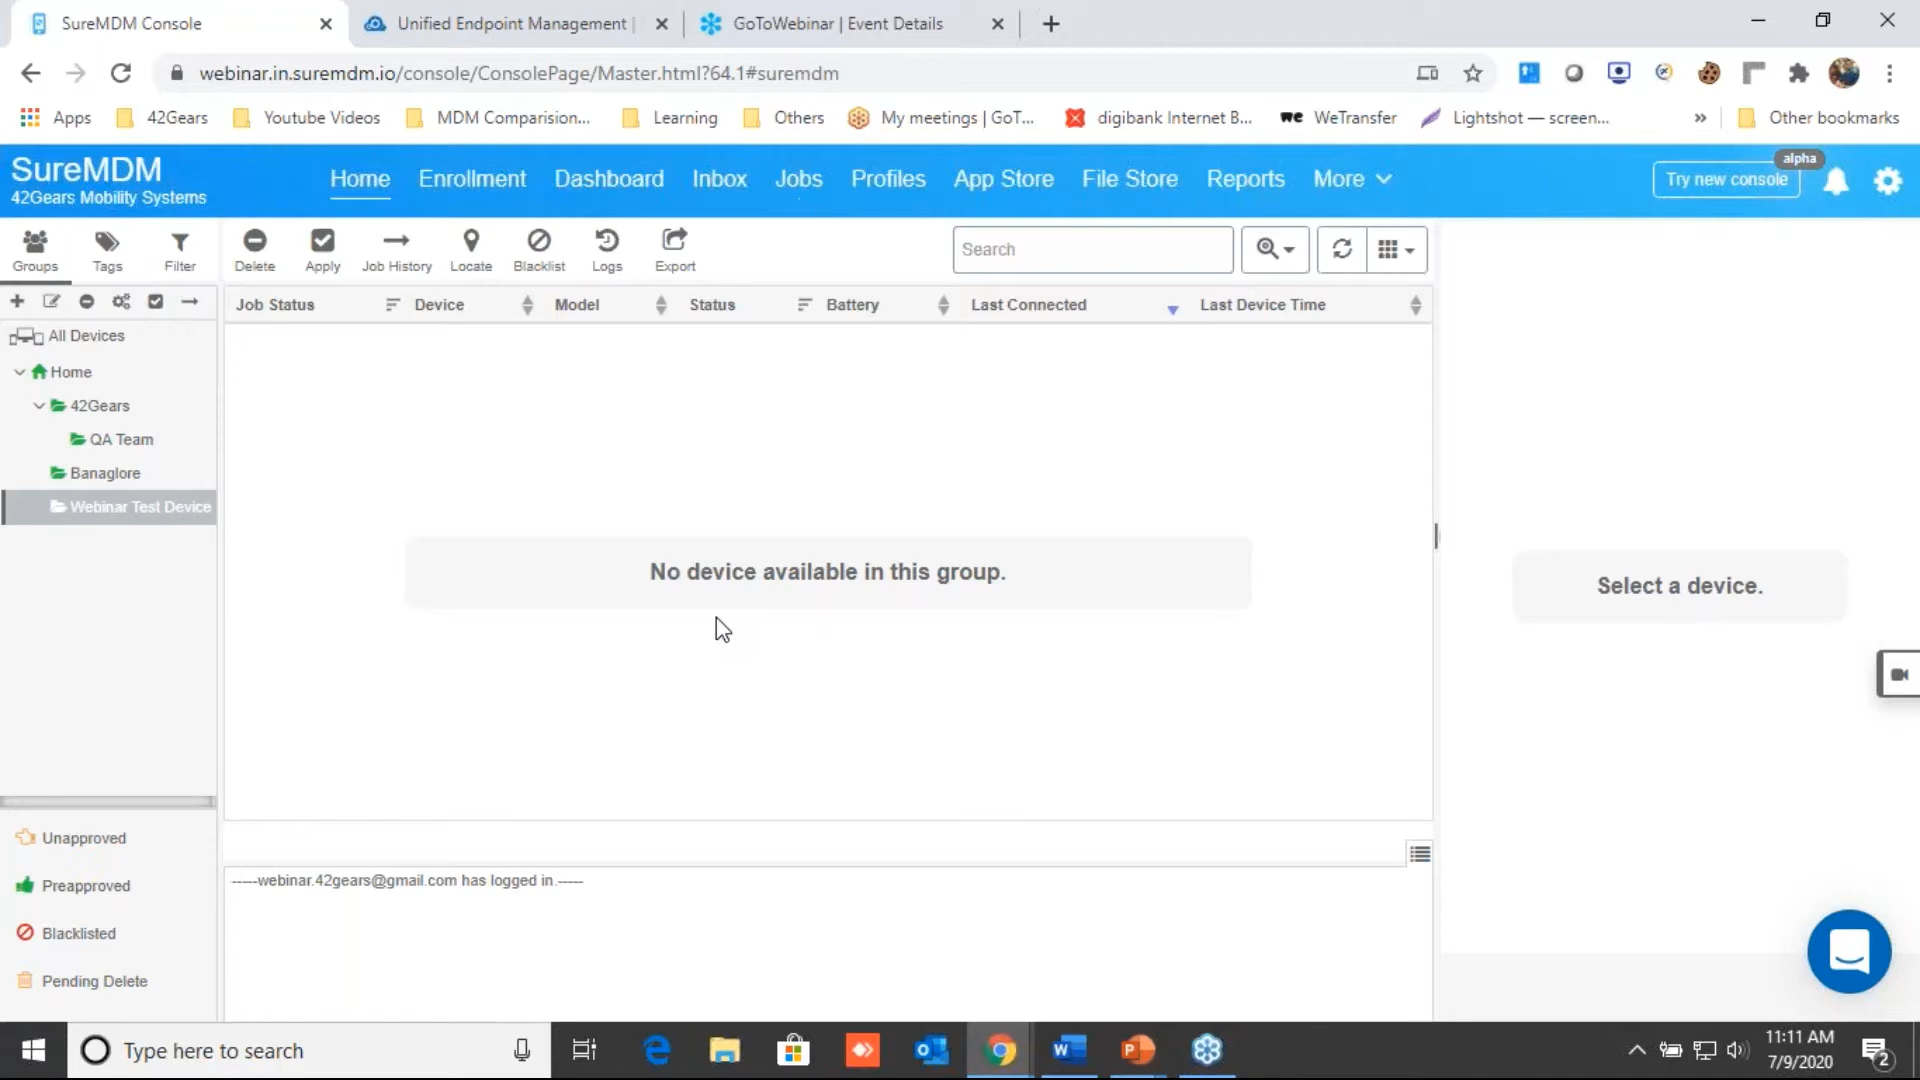 SureMDM Console
Unified Endpoint Management |
GoToWebinar | Event Details
webinar.in.suremdm.io/console/ConsolePage/Master.html?64.1#suremdm
Apps
42Gears
Youtube Videos
MDM Comparision...
Learning
Others
My meetings | GoT...
digibank Internet B...
we WeTransfer
Lightshot — screen...
»
Other bookmarks
SureMDM
42Gears Mobility Systems
Home
Enrollment
Dashboard
Inbox
Jobs
Profiles
App Store
File Store
Reports
More
Try new console
alpha
Groups
Tags
Filter
Delete
Apply
Job History
Locate
Blacklist
Logs
Export
Search
Job Status
Device
Model
Status
Battery
Last Connected
Last Device Time
All Devices
Home
42Gears
QA Team
Banaglore
Webinar Test Device
No device available in this group.
Select a device.
Unapproved
Preapproved
Blacklisted
Pending Delete
-----webinar.42gears@gmail.com has logged in.-----
Type here to search
11:11 AM
7/9/2020
2